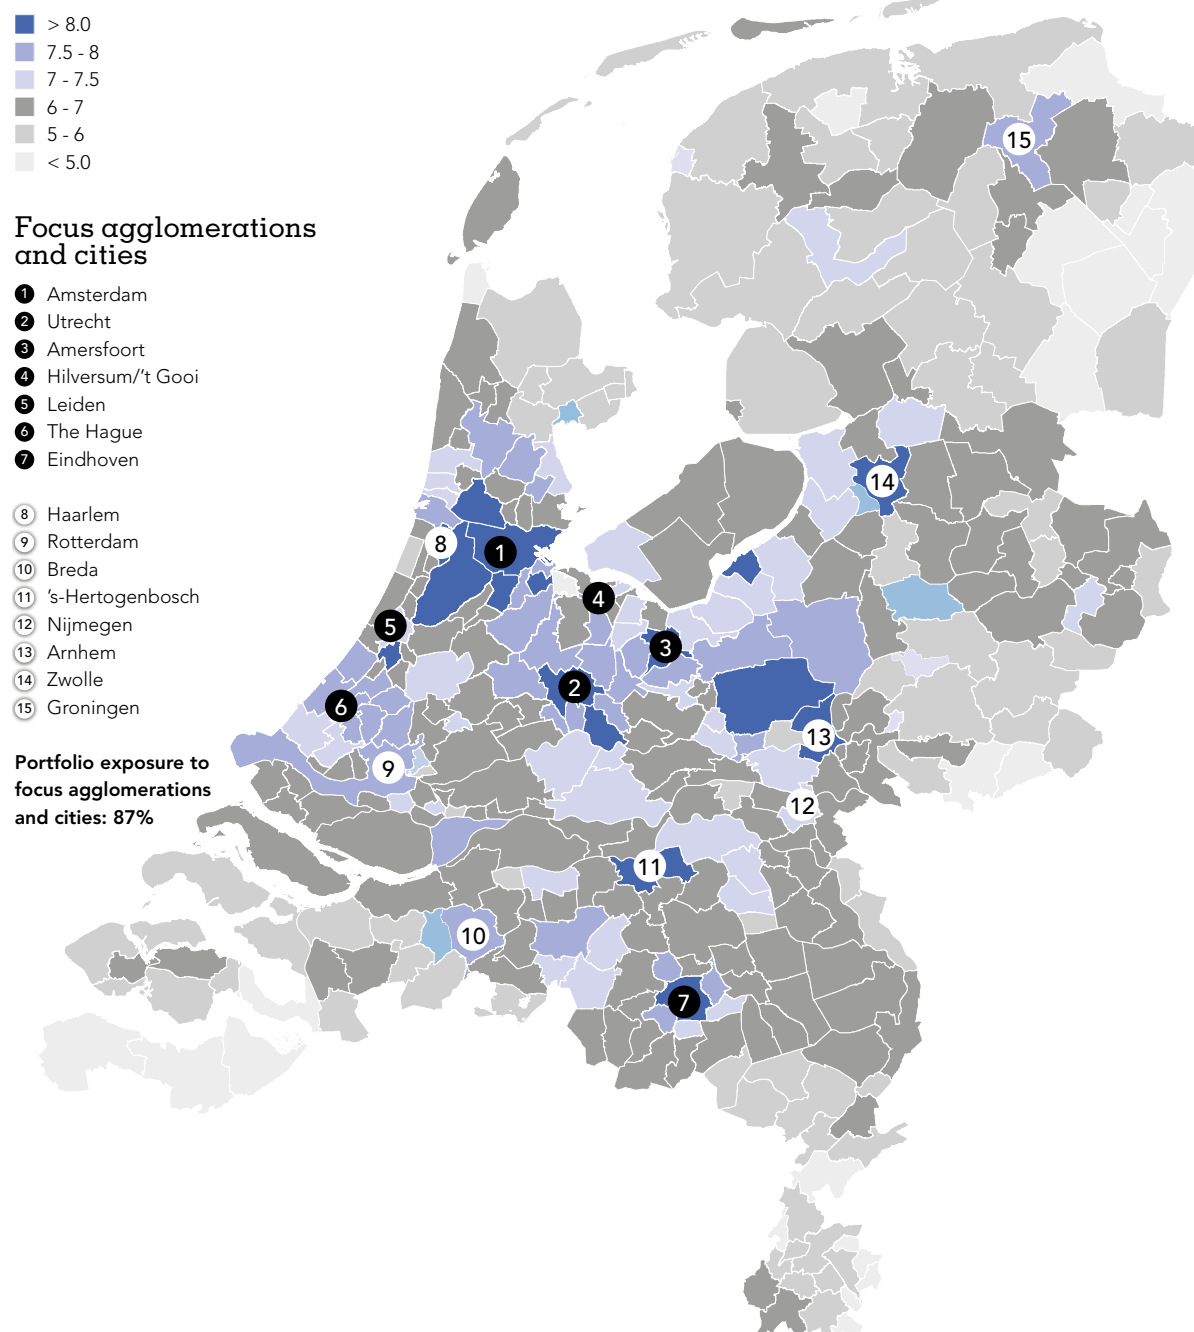 > 8.0
7.5 - 8
7 - 7.5
6 - 7
5 - 6
< 5.0
Focus agglomerations
and cities
1 Amsterdam
2 Utrecht
3 Amersfoort
4 Hilversum/'t Gooi
5 Leiden
6 The Hague
7 Eindhoven
8 Haarlem
9 Rotterdam
10 Breda
11 's-Hertogenbosch
12 Nijmegen
13 Arnhem
14 Zwolle
15 Groningen
Portfolio exposure to
focus agglomerations
and cities: 87%
15
14
8
1
4
5
3
2
6
13
9
12
11
10
7